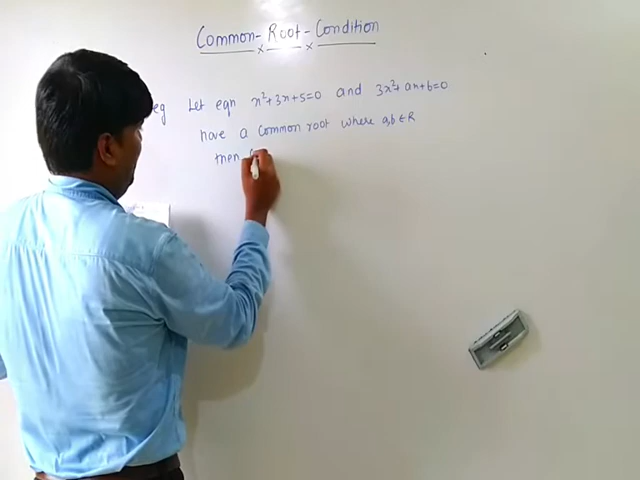 Common-Root-Condition
eg Let eqn x²+3x+5=0 and 3x²+ax+b=0
have a common root where a,b ∈ R
then